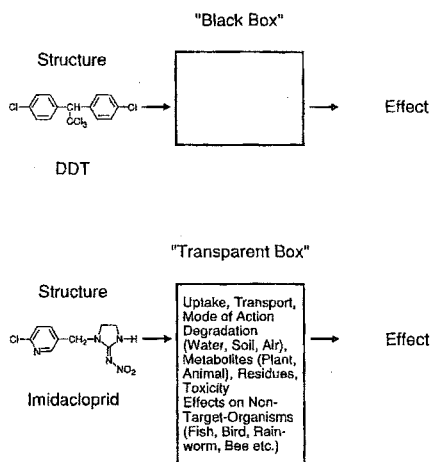 "Black Box"
Structure
Cl
CH
Cl
CCl3
Effect
DDT
"Transparent Box"
Structure
Uptake, Transport,
Mode of Action
Degradation
(Water, Soil, Air),
Metabolites (Plant,
Animal), Residues,
Toxicity
Effects on Non-
Target-Organisms
(Fish, Bird, Rain-
worm, Bee etc.)
Cl
N
CH2
N
N
H
N
NO2
Effect
Imidacloprid